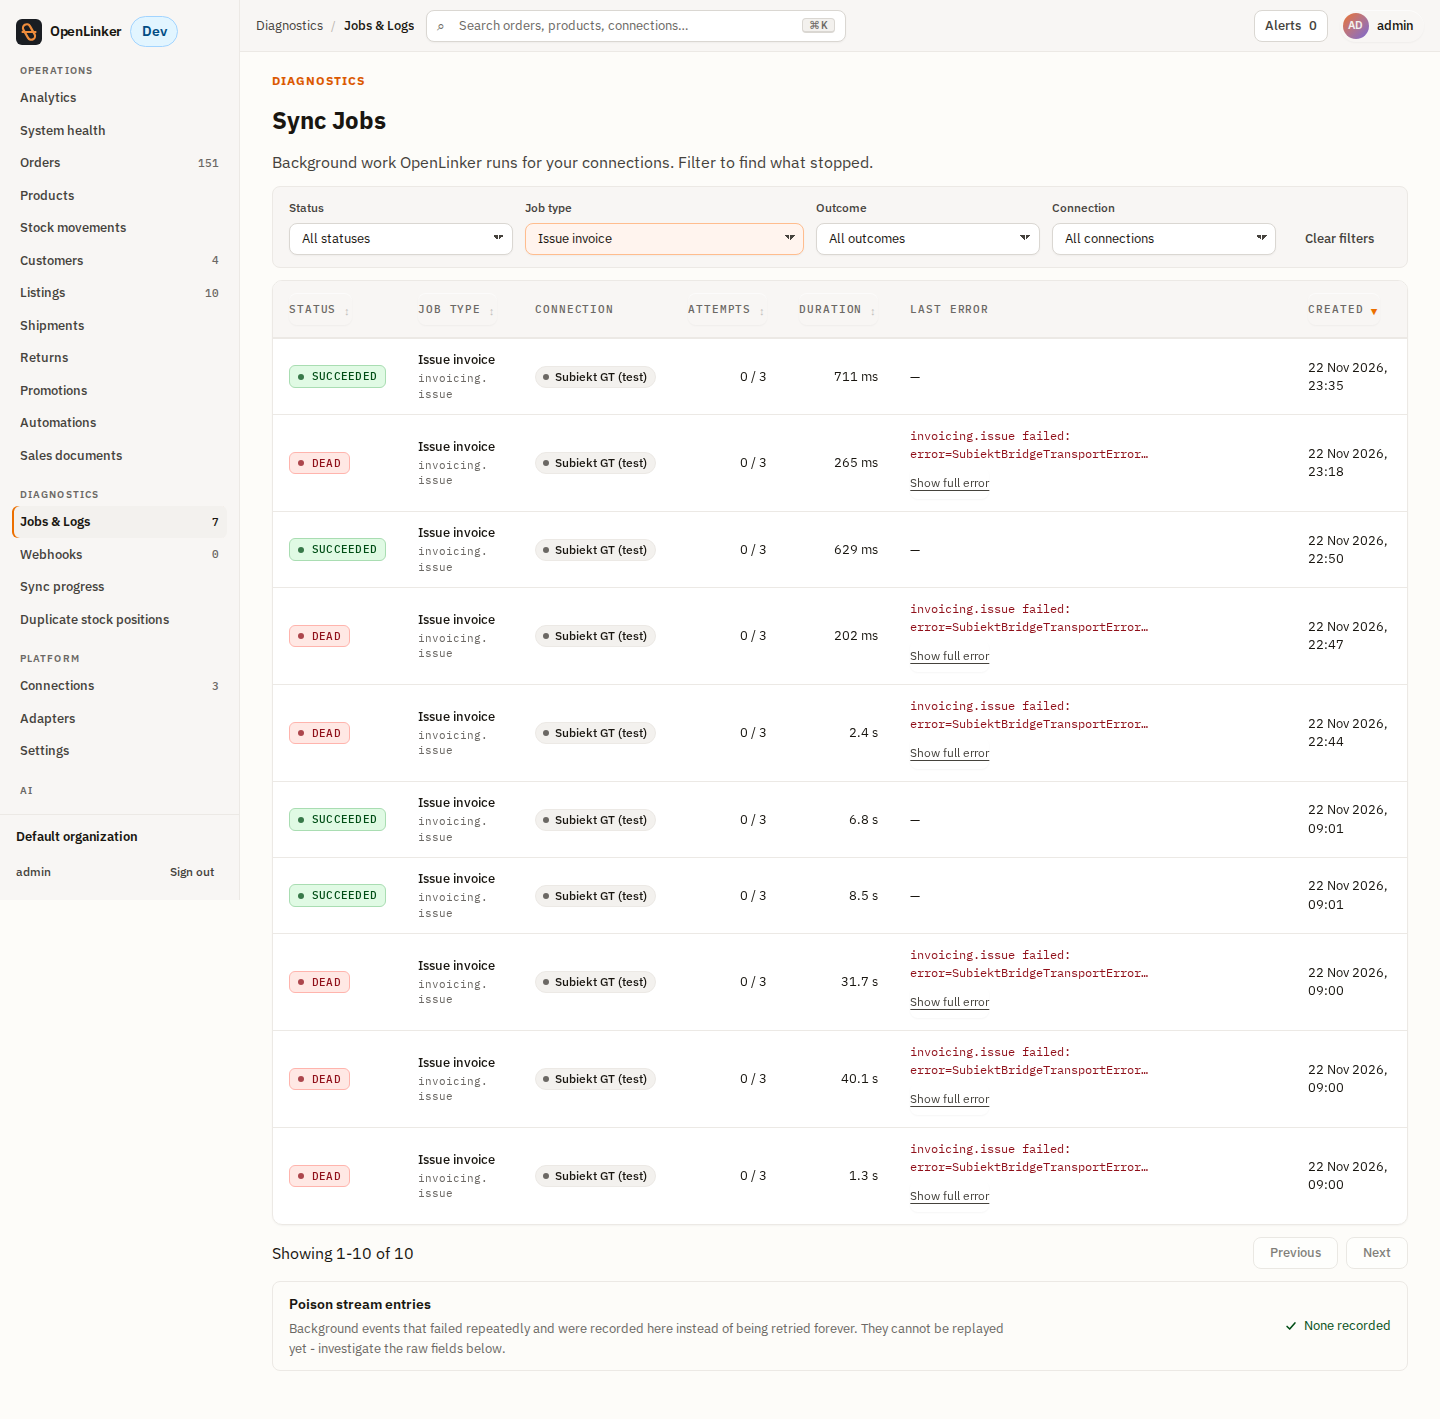 OpenLinker Dev
OPERATIONS
Analytics
System health
Orders 151
Products
Stock movements
Customers 4
Listings 10
Shipments
Returns
Promotions
Automations
Sales documents
DIAGNOSTICS
Jobs & Logs 7
Webhooks 0
Sync progress
Duplicate stock positions
PLATFORM
Connections 3
Adapters
Settings
AI
Default organization
admin Sign out
Diagnostics / Jobs & Logs
Search orders, products, connections... ⌘K
Alerts 0
AD admin
DIAGNOSTICS
Sync Jobs
Background work OpenLinker runs for your connections. Filter to find what stopped.
Status Job type Outcome Connection
All statuses Issue invoice All outcomes All connections Clear filters
STATUS JOB TYPE CONNECTION ATTEMPTS DURATION LAST ERROR CREATED ▼
SUCCEEDED
Issue invoice
invoicing.
issue
Subiekt GT (test)
0 / 3
711 ms
—
22 Nov 2026,
23:35
DEAD
Issue invoice
invoicing.
issue
Subiekt GT (test)
0 / 3
265 ms
invoicing.issue failed:
error=SubiektBridgeTransportError…
Show full error
22 Nov 2026,
23:18
SUCCEEDED
Issue invoice
invoicing.
issue
Subiekt GT (test)
0 / 3
629 ms
—
22 Nov 2026,
22:50
DEAD
Issue invoice
invoicing.
issue
Subiekt GT (test)
0 / 3
202 ms
invoicing.issue failed:
error=SubiektBridgeTransportError…
Show full error
22 Nov 2026,
22:47
DEAD
Issue invoice
invoicing.
issue
Subiekt GT (test)
0 / 3
2.4 s
invoicing.issue failed:
error=SubiektBridgeTransportError…
Show full error
22 Nov 2026,
22:44
SUCCEEDED
Issue invoice
invoicing.
issue
Subiekt GT (test)
0 / 3
6.8 s
—
22 Nov 2026,
09:01
SUCCEEDED
Issue invoice
invoicing.
issue
Subiekt GT (test)
0 / 3
8.5 s
—
22 Nov 2026,
09:01
DEAD
Issue invoice
invoicing.
issue
Subiekt GT (test)
0 / 3
31.7 s
invoicing.issue failed:
error=SubiektBridgeTransportError…
Show full error
22 Nov 2026,
09:00
DEAD
Issue invoice
invoicing.
issue
Subiekt GT (test)
0 / 3
40.1 s
invoicing.issue failed:
error=SubiektBridgeTransportError…
Show full error
22 Nov 2026,
09:00
DEAD
Issue invoice
invoicing.
issue
Subiekt GT (test)
0 / 3
1.3 s
invoicing.issue failed:
error=SubiektBridgeTransportError…
Show full error
22 Nov 2026,
09:00
Showing 1-10 of 10
Previous Next
Poison stream entries
Background events that failed repeatedly and were recorded here instead of being retried forever. They cannot be replayed
yet - investigate the raw fields below.
✓ None recorded